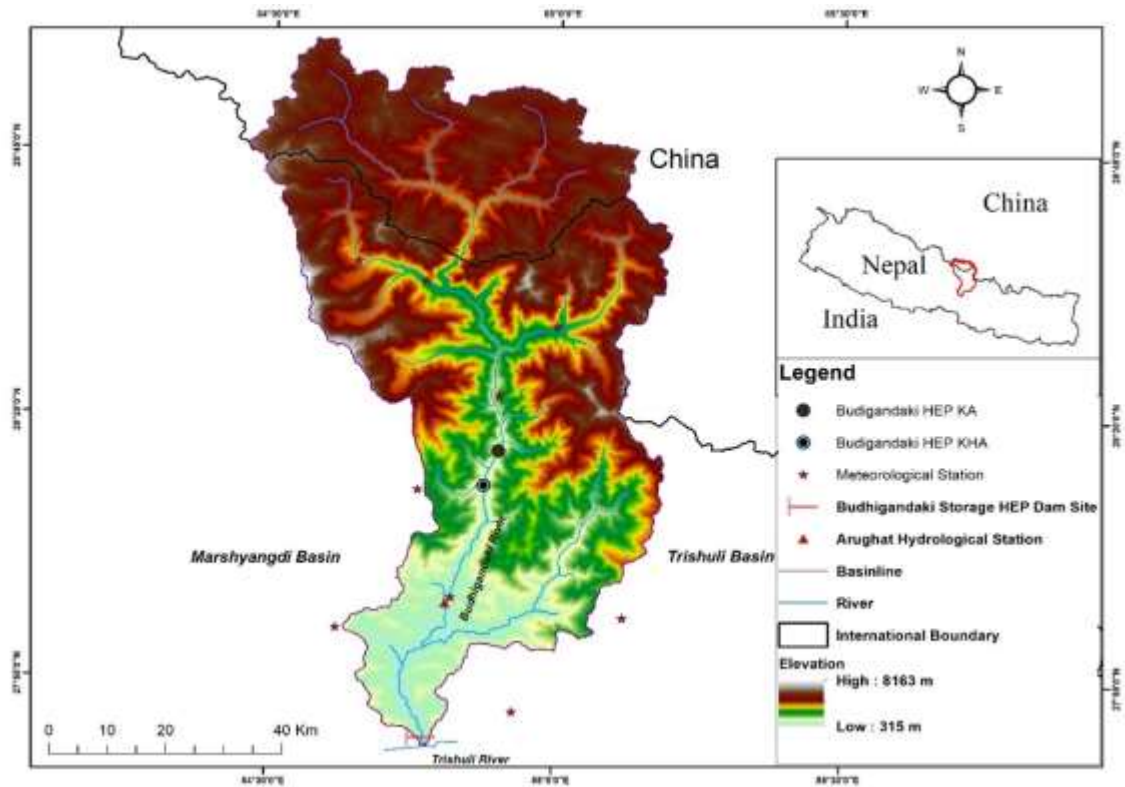 N
W E
S
China
China
Nepal
India
Legend
Budigandaki HEP KA
Budigandaki HEP KHA
Meteorological Station
Budhigandaki Storage HEP Dam Site
Arughat Hydrological Station
Basinline
River
International Boundary
Elevation
High : 8163 m
Low : 315 m
Marshyangdi Basin
Trishuli Basin
Budhigandaki River
0 10 20 40 Km
Trishuli River